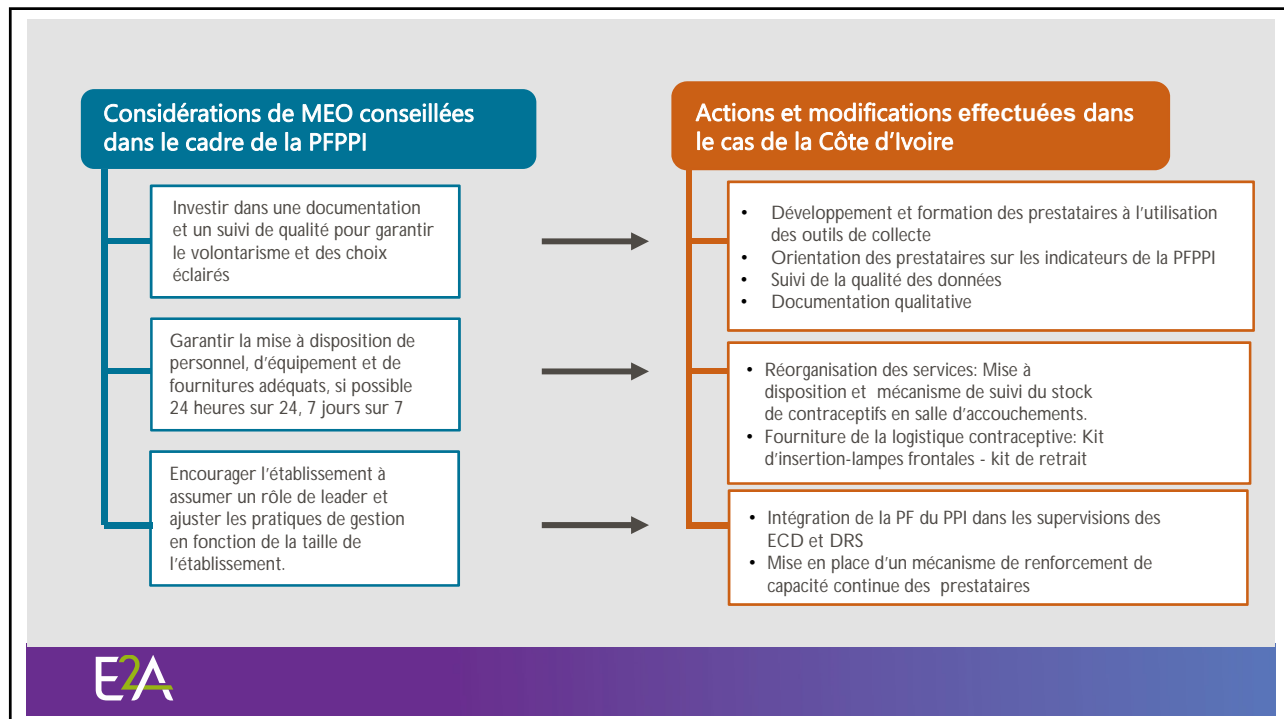 Considérations de MEO conseillées
dans le cadre de la PFPPI
Investir dans une documentation
et un suivi de qualité pour garantir
le volontarisme et des choix
éclairés
Garantir la mise à disposition de
personnel, d'équipement et de
fournitures adéquats, si possible
24 heures sur 24, 7 jours sur 7
Encourager l'établissement à
assumer un rôle de leader et
ajuster les pratiques de gestion
en fonction de la taille de
l'établissement.
Actions et modifications effectuées dans
le cas de la Côte d'Ivoire
• Développement et formation des prestataires à l'utilisation
des outils de collecte
• Orientation des prestataires sur les indicateurs de la PFPPI
• Suivi de la qualité des données
• Documentation qualitative
• Réorganisation des services: Mise à
disposition et mécanisme de suivi du stock
de contraceptifs en salle d'accouchements.
• Fourniture de la logistique contraceptive: Kit
d'insertion-lampes frontales - kit de retrait
• Intégration de la PF du PPI dans les supervisions des
ECD et DRS
• Mise en place d'un mécanisme de renforcement de
capacité continue des prestataires
E2A